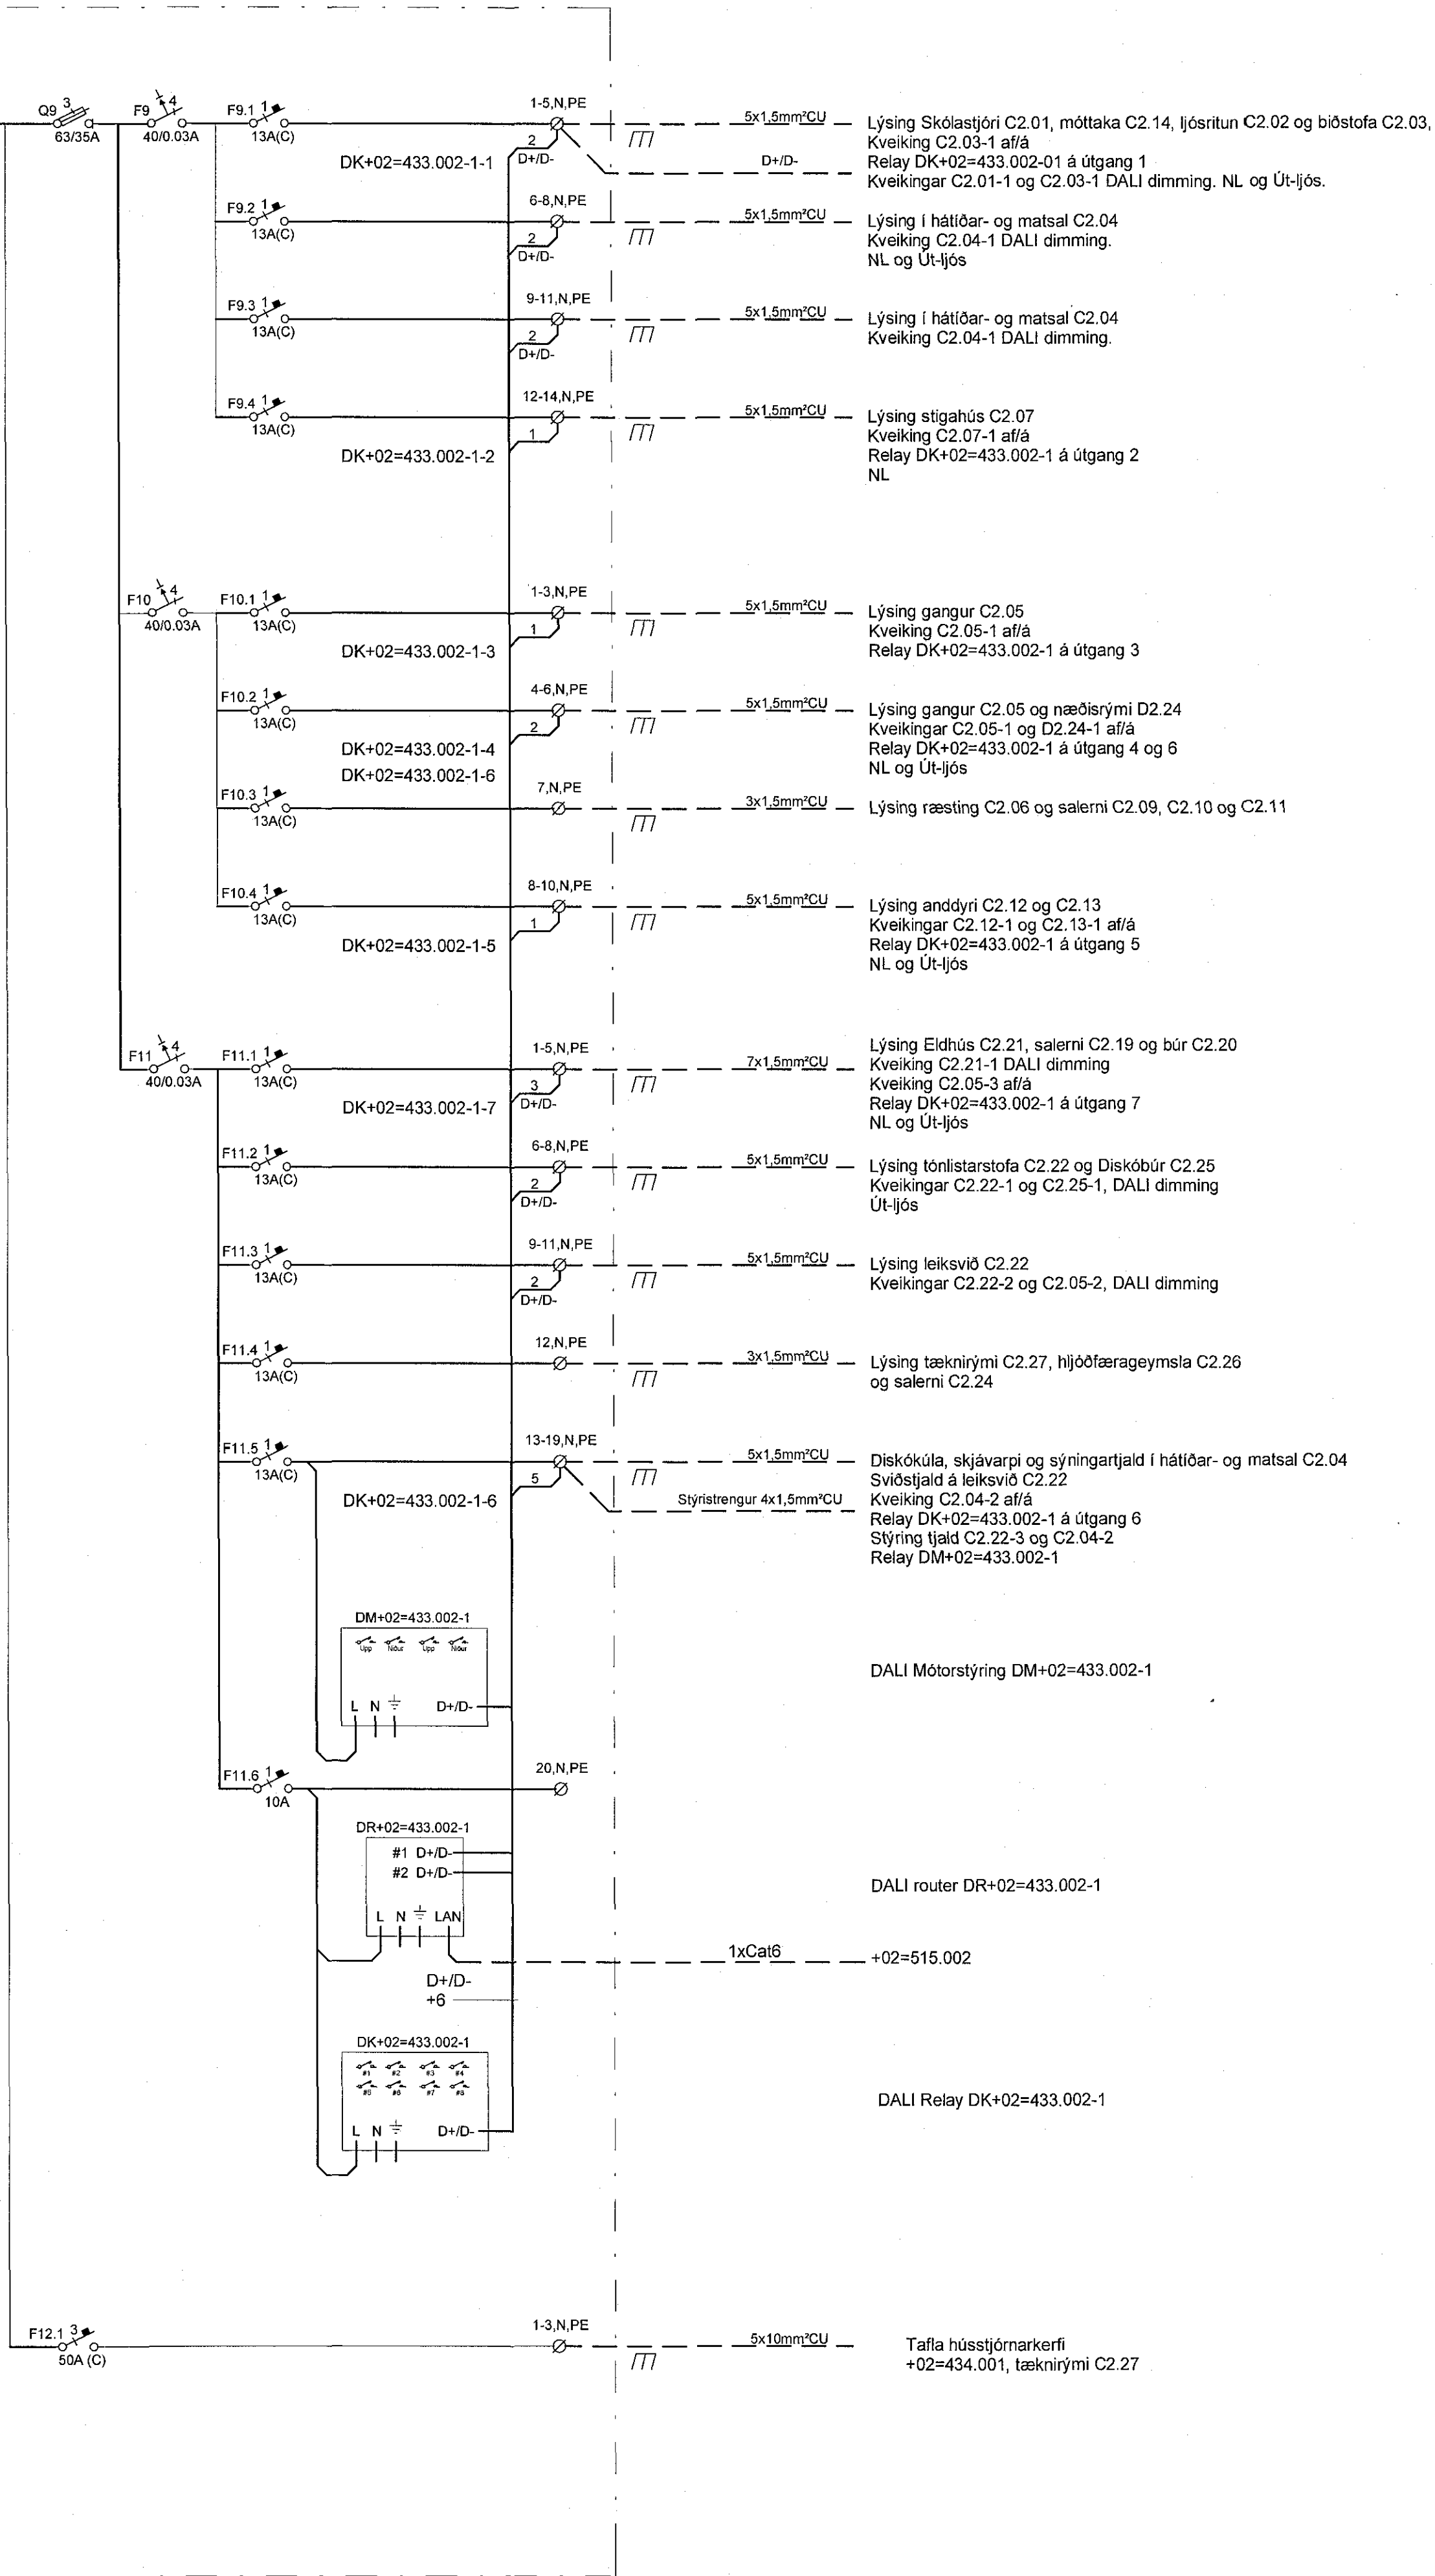 Q9 3
63/35A
F9 4
40/0.03A
F9.1 1
13A(C)
DK+02=433.002-1-1
1-5,N,PE
2
D+/D-
5x1,5mm²CU
D+/D-
Lýsing Skólastjóri C2.01, móttaka C2.14, ljósritun C2.02 og biðstofa C2.03,
Kveiking C2.03-1 af/á
Relay DK+02=433.002-01 á útgang 1
Kveikingar C2.01-1 og C2.03-1 DALI dimming. NL og Út-ljós.
F9.2 1
13A(C)
6-8,N,PE
2
D+/D-
5x1,5mm²CU
Lýsing í hátíðar- og matsal C2.04
Kveiking C2.04-1 DALI dimming.
NL og Út-ljós
F9.3 1
13A(C)
9-11,N,PE
2
D+/D-
5x1,5mm²CU
Lýsing í hátíðar- og matsal C2.04
Kveiking C2.04-1 DALI dimming.
F9.4 1
13A(C)
DK+02=433.002-1-2
12-14,N,PE
1
5x1,5mm²CU
Lýsing stigahús C2.07
Kveiking C2.07-1 af/á
Relay DK+02=433.002-1 á útgang 2
NL
F10 4
40/0.03A
F10.1 1
13A(C)
DK+02=433.002-1-3
1-3,N,PE
1
5x1,5mm²CU
Lýsing gangur C2.05
Kveiking C2.05-1 af/á
Relay DK+02=433.002-1 á útgang 3
F10.2 1
13A(C)
DK+02=433.002-1-4
DK+02=433.002-1-6
4-6,N,PE
2
5x1,5mm²CU
Lýsing gangur C2.05 og næðisrými D2.24
Kveikingar C2.05-1 og D2.24-1 af/á
Relay DK+02=433.002-1 á útgang 4 og 6
NL og Út-ljós
F10.3 1
13A(C)
7,N,PE
3x1,5mm²CU
Lýsing ræsting C2.06 og salerni C2.09, C2.10 og C2.11
F10.4 1
13A(C)
DK+02=433.002-1-5
8-10,N,PE
1
5x1,5mm²CU
Lýsing anddyri C2.12 og C2.13
Kveikingar C2.12-1 og C2.13-1 af/á
Relay DK+02=433.002-1 á útgang 5
NL og Út-ljós
F11 4
40/0.03A
F11.1 1
13A(C)
DK+02=433.002-1-7
1-5,N,PE
3
D+/D-
7x1,5mm²CU
Lýsing Eldhús C2.21, salerni C2.19 og búr C2.20
Kveiking C2.21-1 DALI dimming
Kveiking C2.05-3 af/á
Relay DK+02=433.002-1 á útgang 7
NL og Út-ljós
F11.2 1
13A(C)
6-8,N,PE
2
D+/D-
5x1,5mm²CU
Lýsing tónlistarstofa C2.22 og Diskóbúr C2.25
Kveikingar C2.22-1 og C2.25-1, DALI dimming
Út-ljós
F11.3 1
13A(C)
9-11,N,PE
2
D+/D-
5x1,5mm²CU
Lýsing leiksvið C2.22
Kveikingar C2.22-2 og C2.05-2, DALI dimming
F11.4 1
13A(C)
12,N,PE
3x1,5mm²CU
Lýsing tæknirými C2.27, hljóðfærageymsla C2.26
og salerni C2.24
F11.5 1
13A(C)
DK+02=433.002-1-6
13-19,N,PE
5
5x1,5mm²CU
Stýristrengur 4x1,5mm²CU
Diskókúla, skjávarpi og sýningartjald í hátíðar- og matsal C2.04
Sviðstjald á leiksvið C2.22
Kveiking C2.04-2 af/á
Relay DK+02=433.002-1 á útgang 6
Stýring tjald C2.22-3 og C2.04-2
Relay DM+02=433.002-1
DM+02=433.002-1
Upp Niður Upp Niður
L N D+/D-
DALI Mótorstýring DM+02=433.002-1
F11.6 1
10A
20,N,PE
DR+02=433.002-1
#1 D+/D-
#2 D+/D-
L N LAN
DALI router DR+02=433.002-1
1xCat6
+02=515.002
D+/D-
+6
DK+02=433.002-1
#1 #2 #3 #4
#5 #6 #7 #8
L N D+/D-
DALI Relay DK+02=433.002-1
F12.1 3
50A (C)
1-3,N,PE
5x10mm²CU
Tafla hússtjórnarkerfi
+02=434.001, tæknirými C2.27